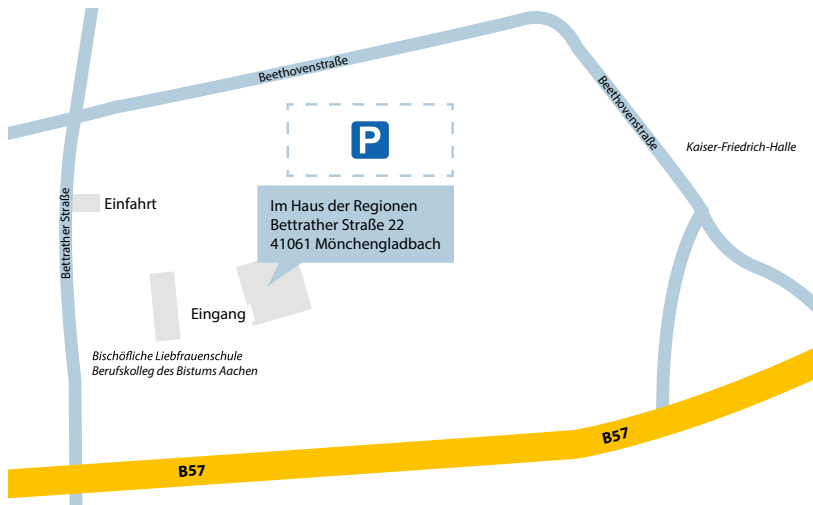 Beethovenstraße
Beethovenstraße
P
Kaiser-Friedrich-Halle
Einfahrt
Im Haus der Regionen
Bettrather Straße 22
41061 Mönchengladbach
Bettrather Straße
Eingang
Bischöfliche Liebfrauenschule
Berufskolleg des Bistums Aachen
B57
B57